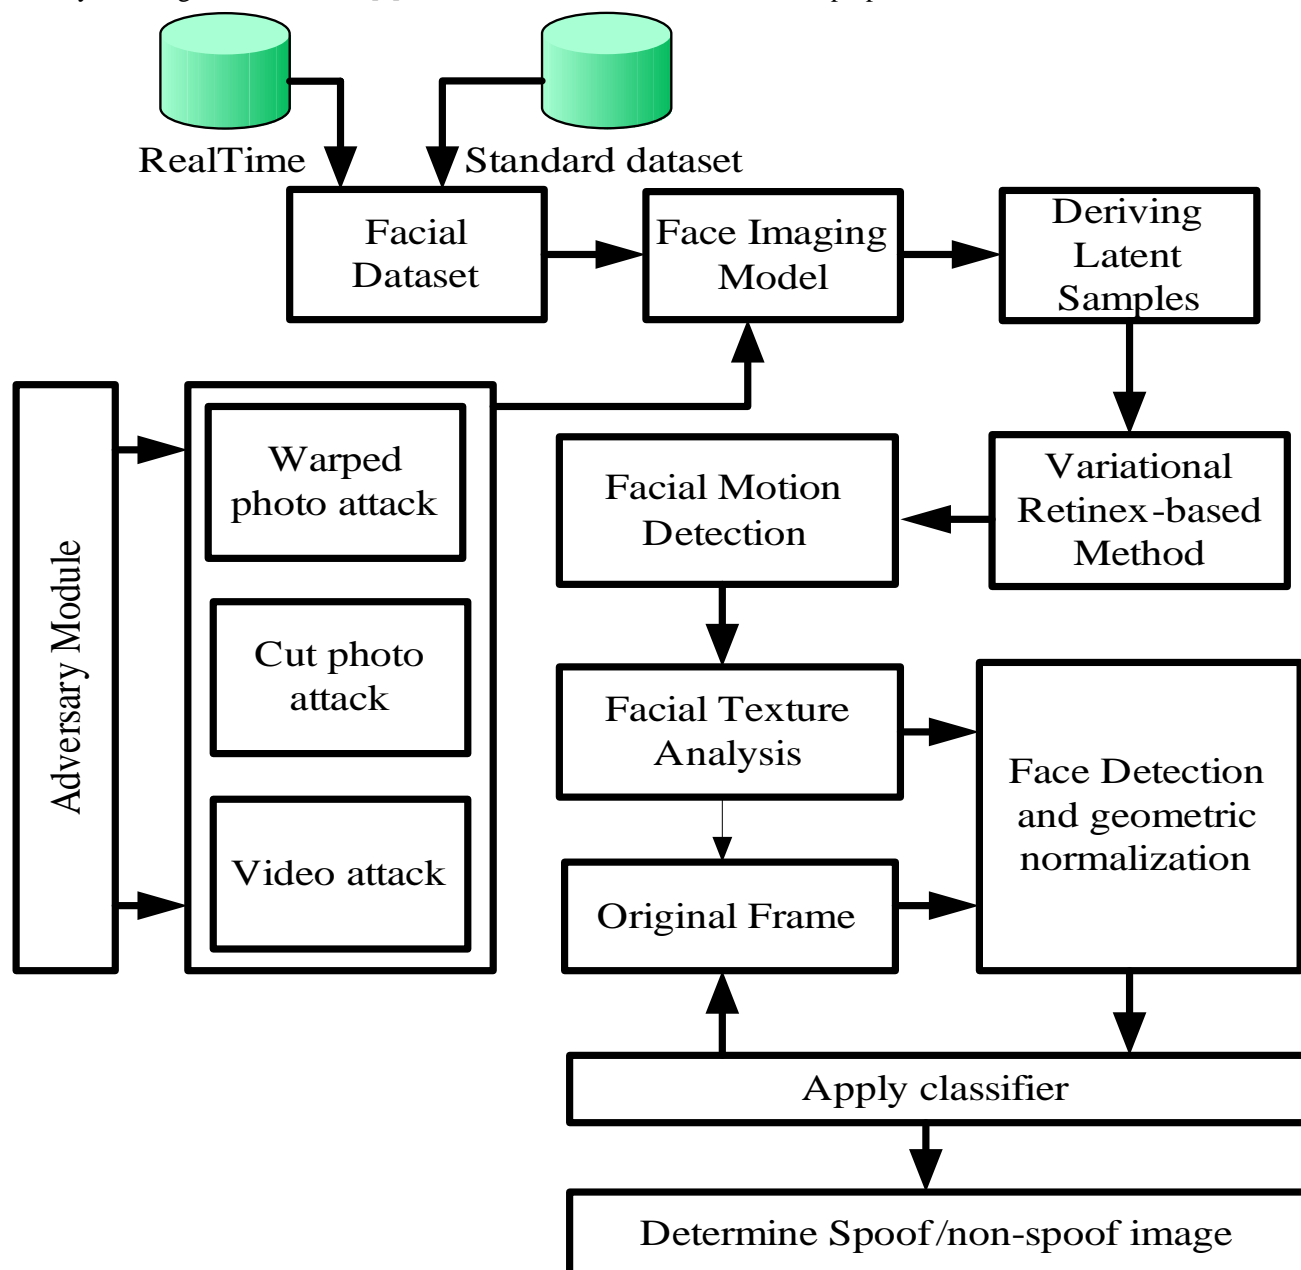 RealTime
Standard dataset
Facial
Dataset
Face Imaging
Model
Deriving
Latent
Samples
Adversary Module
Warped
photo attack
Cut photo
attack
Video attack
Facial Motion
Detection
Variational
Retinex-based
Method
Facial Texture
Analysis
Original Frame
Face Detection
and geometric
normalization
Apply classifier
Determine Spoof/non-spoof image